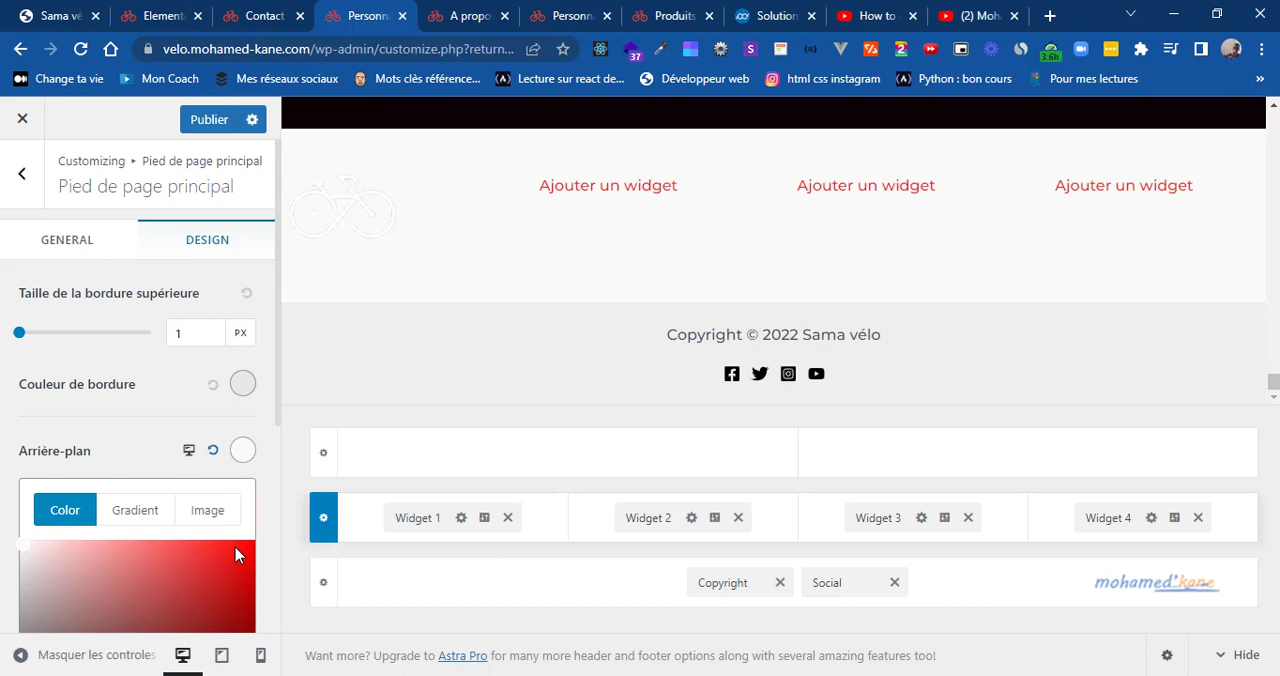 Sama vé
Elemente
Contact
Personna
A propo
Personna
Produits,
Solution
How to
(2) Moh
velo.mohamed-kane.com/wp-admin/customize.php?return...
37
3.6h
Change ta vie
Mon Coach
Mes réseaux sociaux
Mots clés référence...
Lecture sur react de...
Développeur web
html css instagram
Python : bon cours
Pour mes lectures
»
Publier
Customizing ▸ Pied de page principal
Pied de page principal
GENERAL
DESIGN
Taille de la bordure supérieure
1
PX
Couleur de bordure
Arrière-plan
Color
Gradient
Image
Masquer les controles
Ajouter un widget
Ajouter un widget
Ajouter un widget
Copyright © 2022 Sama vélo
Widget 1
Widget 2
Widget 3
Widget 4
Copyright
Social
mohamed'kane
Want more? Upgrade to Astra Pro for many more header and footer options along with several amazing features too!
Hide